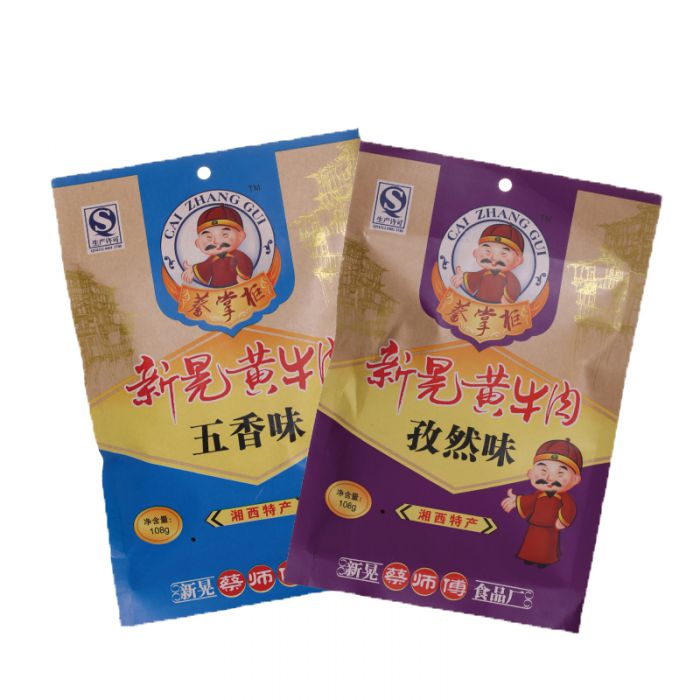 CAI ZHANG GUI
TM
生产许可
蔡掌柜
新晃黄牛肉
五香味
净含量:
108g
湘西特产
新晃 蔡师傅
CAI ZHANG GUI
TM
生产许可
蔡掌柜
新晃黄牛肉
孜然味
净含量:
108g
湘西特产
新晃 蔡师傅 食品厂